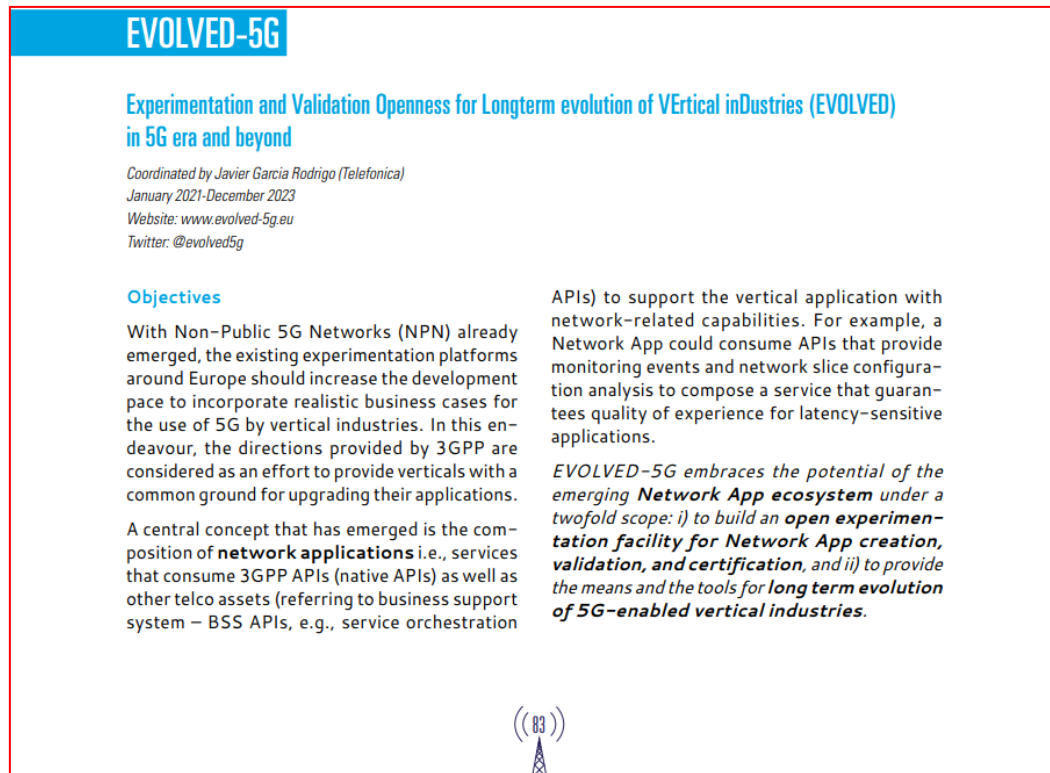 EVOLVED-5G
Experimentation and Validation Openness for Longterm evolution of VErtical inDustries (EVOLVED)
in 5G era and beyond
Coordinated by Javier Garcia Rodrigo (Telefonica)
January 2021-December 2023
Website: www.evolved-5g.eu
Twitter: @evolved5g
Objectives
With Non-Public 5G Networks (NPN) already
emerged, the existing experimentation platforms
around Europe should increase the development
pace to incorporate realistic business cases for
the use of 5G by vertical industries. In this en-
deavour, the directions provided by 3GPP are
considered as an effort to provide verticals with a
common ground for upgrading their applications.
A central concept that has emerged is the com-
position of network applications i.e., services
that consume 3GPP APIs (native APIs) as well as
other telco assets (referring to business support
system – BSS APIs, e.g., service orchestration
APIs) to support the vertical application with
network-related capabilities. For example, a
Network App could consume APIs that provide
monitoring events and network slice configura-
tion analysis to compose a service that guaran-
tees quality of experience for latency-sensitive
applications.
EVOLVED-5G embraces the potential of the
emerging Network App ecosystem under a
twofold scope: i) to build an open experimen-
tation facility for Network App creation,
validation, and certification, and ii) to provide
the means and the tools for long term evolution
of 5G-enabled vertical industries.
83